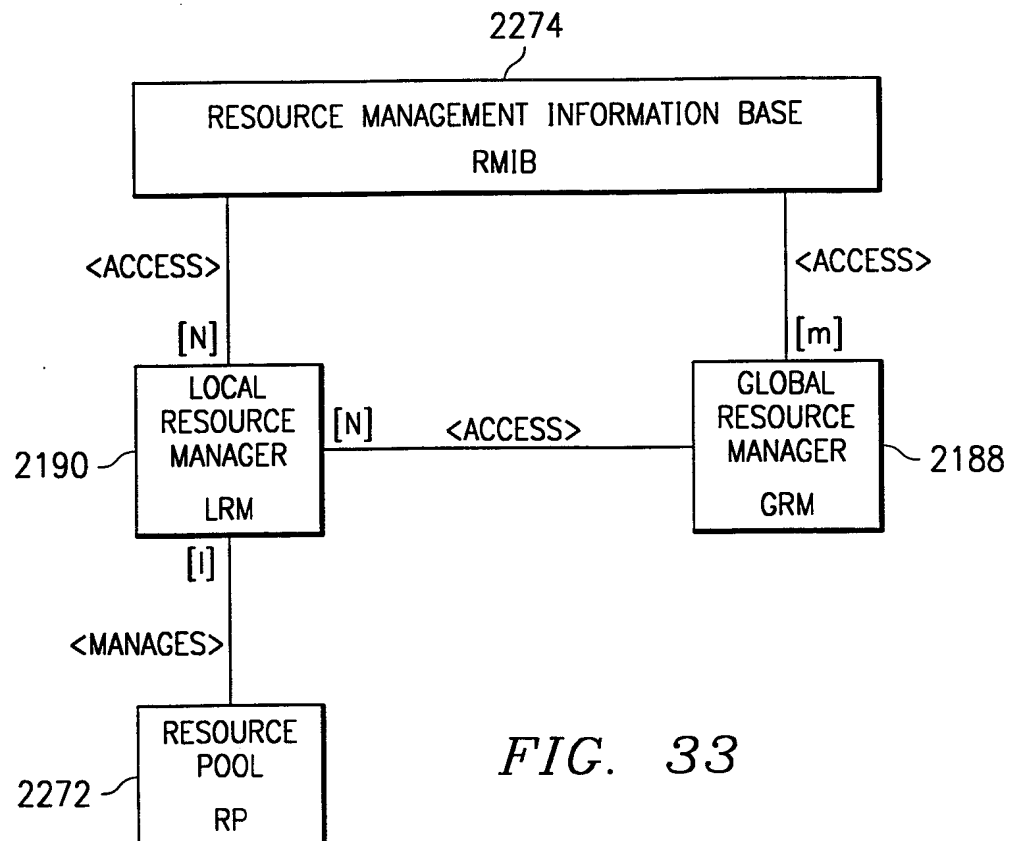 2274
RESOURCE MANAGEMENT INFORMATION BASE
RMIB
<ACCESS>
<ACCESS>
[N]
[m]
LOCAL
RESOURCE
MANAGER
LRM
[N]
<ACCESS>
GLOBAL
RESOURCE
MANAGER
GRM
2190
2188
[I]
<MANAGES>
RESOURCE
POOL
RP
2272
FIG. 33